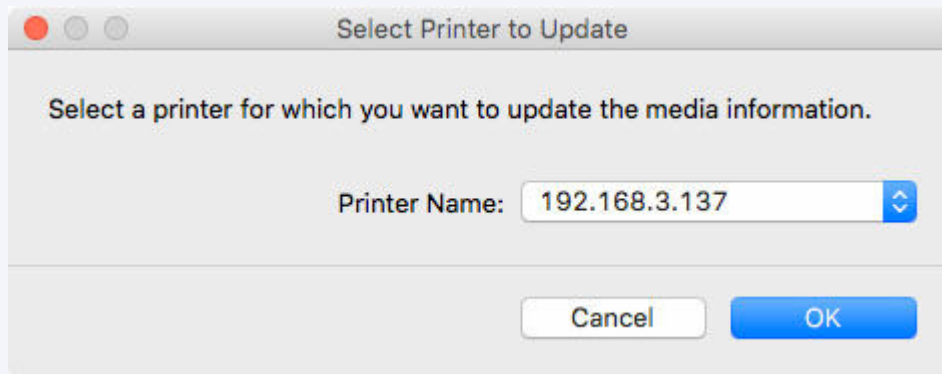 Select Printer to Update
Select a printer for which you want to update the media information.
Printer Name: 192.168.3.137
Cancel OK